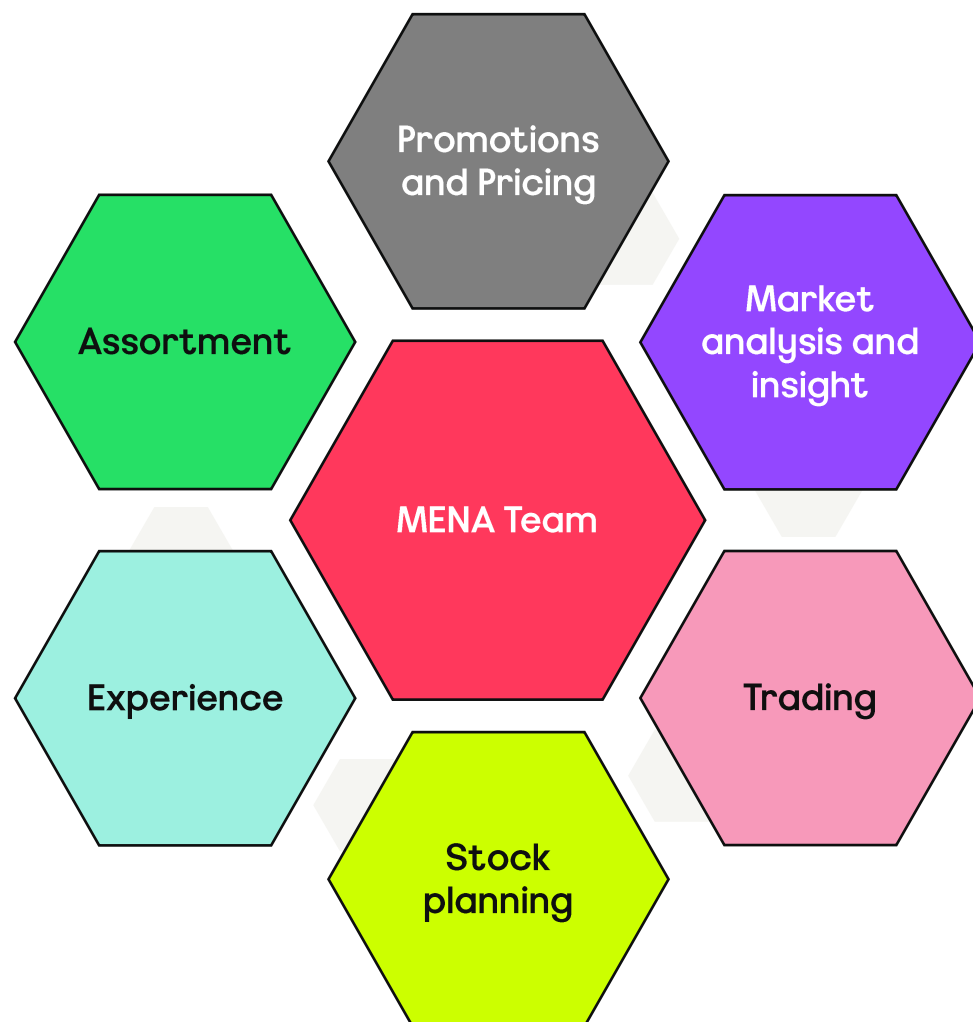 Promotions
and Pricing
Assortment
Market
analysis and
insight
MENA Team
Experience
Trading
Stock
planning